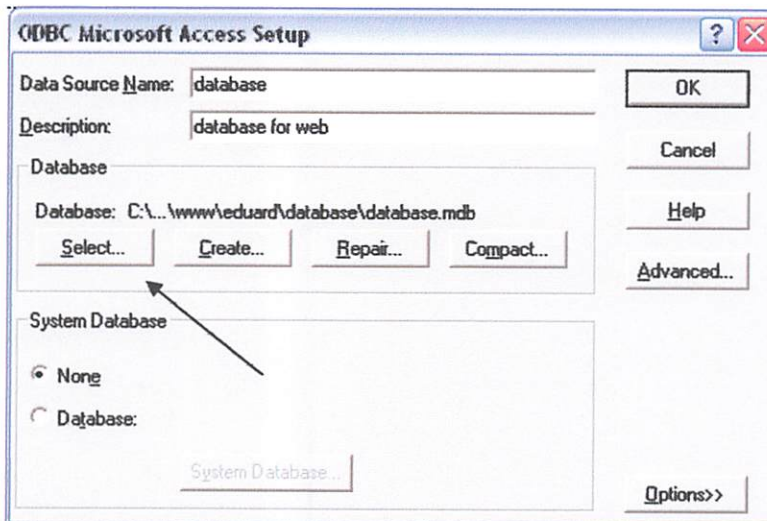 ODBC Microsoft Access Setup
Data Source Name: database
Description: database for web
OK
Cancel
Help
Advanced...
Database
Database: C:\...\www\eduard\database\database.mdb
Select... Create... Repair... Compact...
System Database
None
Database:
System Database...
Options>>